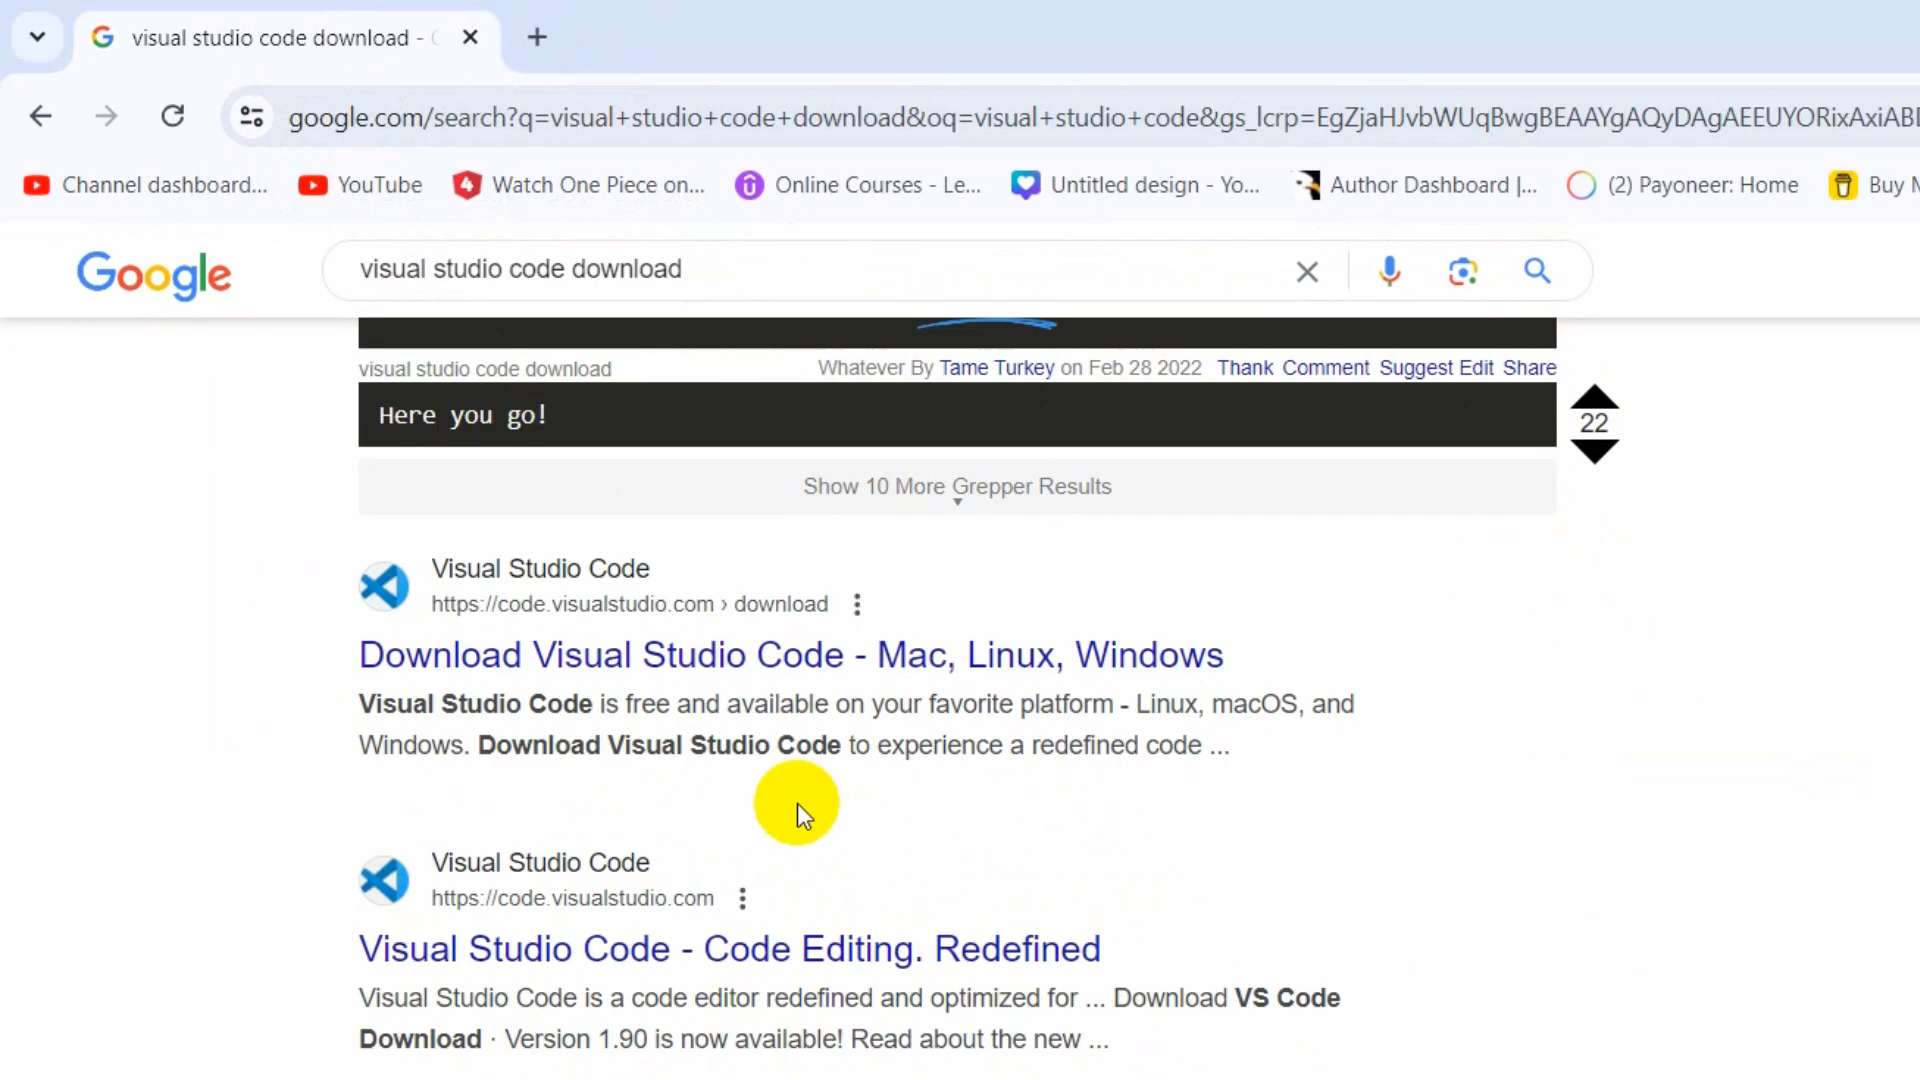 visual studio code download -
google.com/search?q=visual+studio+code+download&oq=visual+studio+code&gs_lcrp=EgZjaHJvbWUqBwgBEAAYgAQyDAgAEEUYORixAxiABD
Channel dashboard... YouTube Watch One Piece on... Online Courses - Le... Untitled design - Yo... Author Dashboard |... (2) Payoneer: Home Buy M
Google visual studio code download
visual studio code download Whatever By Tame Turkey on Feb 28 2022 Thank Comment Suggest Edit Share
Here you go!
22
Show 10 More Grepper Results
Visual Studio Code
https://code.visualstudio.com › download
Download Visual Studio Code - Mac, Linux, Windows
Visual Studio Code is free and available on your favorite platform - Linux, macOS, and
Windows. Download Visual Studio Code to experience a redefined code ...
Visual Studio Code
https://code.visualstudio.com
Visual Studio Code - Code Editing. Redefined
Visual Studio Code is a code editor redefined and optimized for ... Download VS Code
Download · Version 1.90 is now available! Read about the new ...